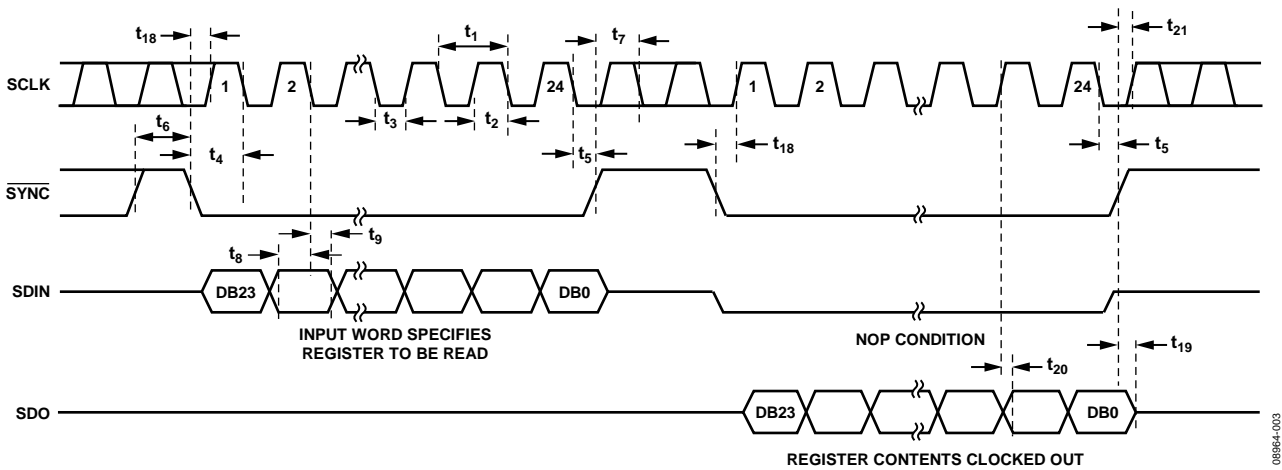 t18
t1
t7
t21
SCLK
1
2
24
1
2
24
t6
t4
t3
t2
t5
t18
t5
SYNC
t8
t9
SDIN
DB23
DB0
INPUT WORD SPECIFIES
REGISTER TO BE READ
NOP CONDITION
t20
t19
SDO
DB23
DB0
REGISTER CONTENTS CLOCKED OUT
08964-003